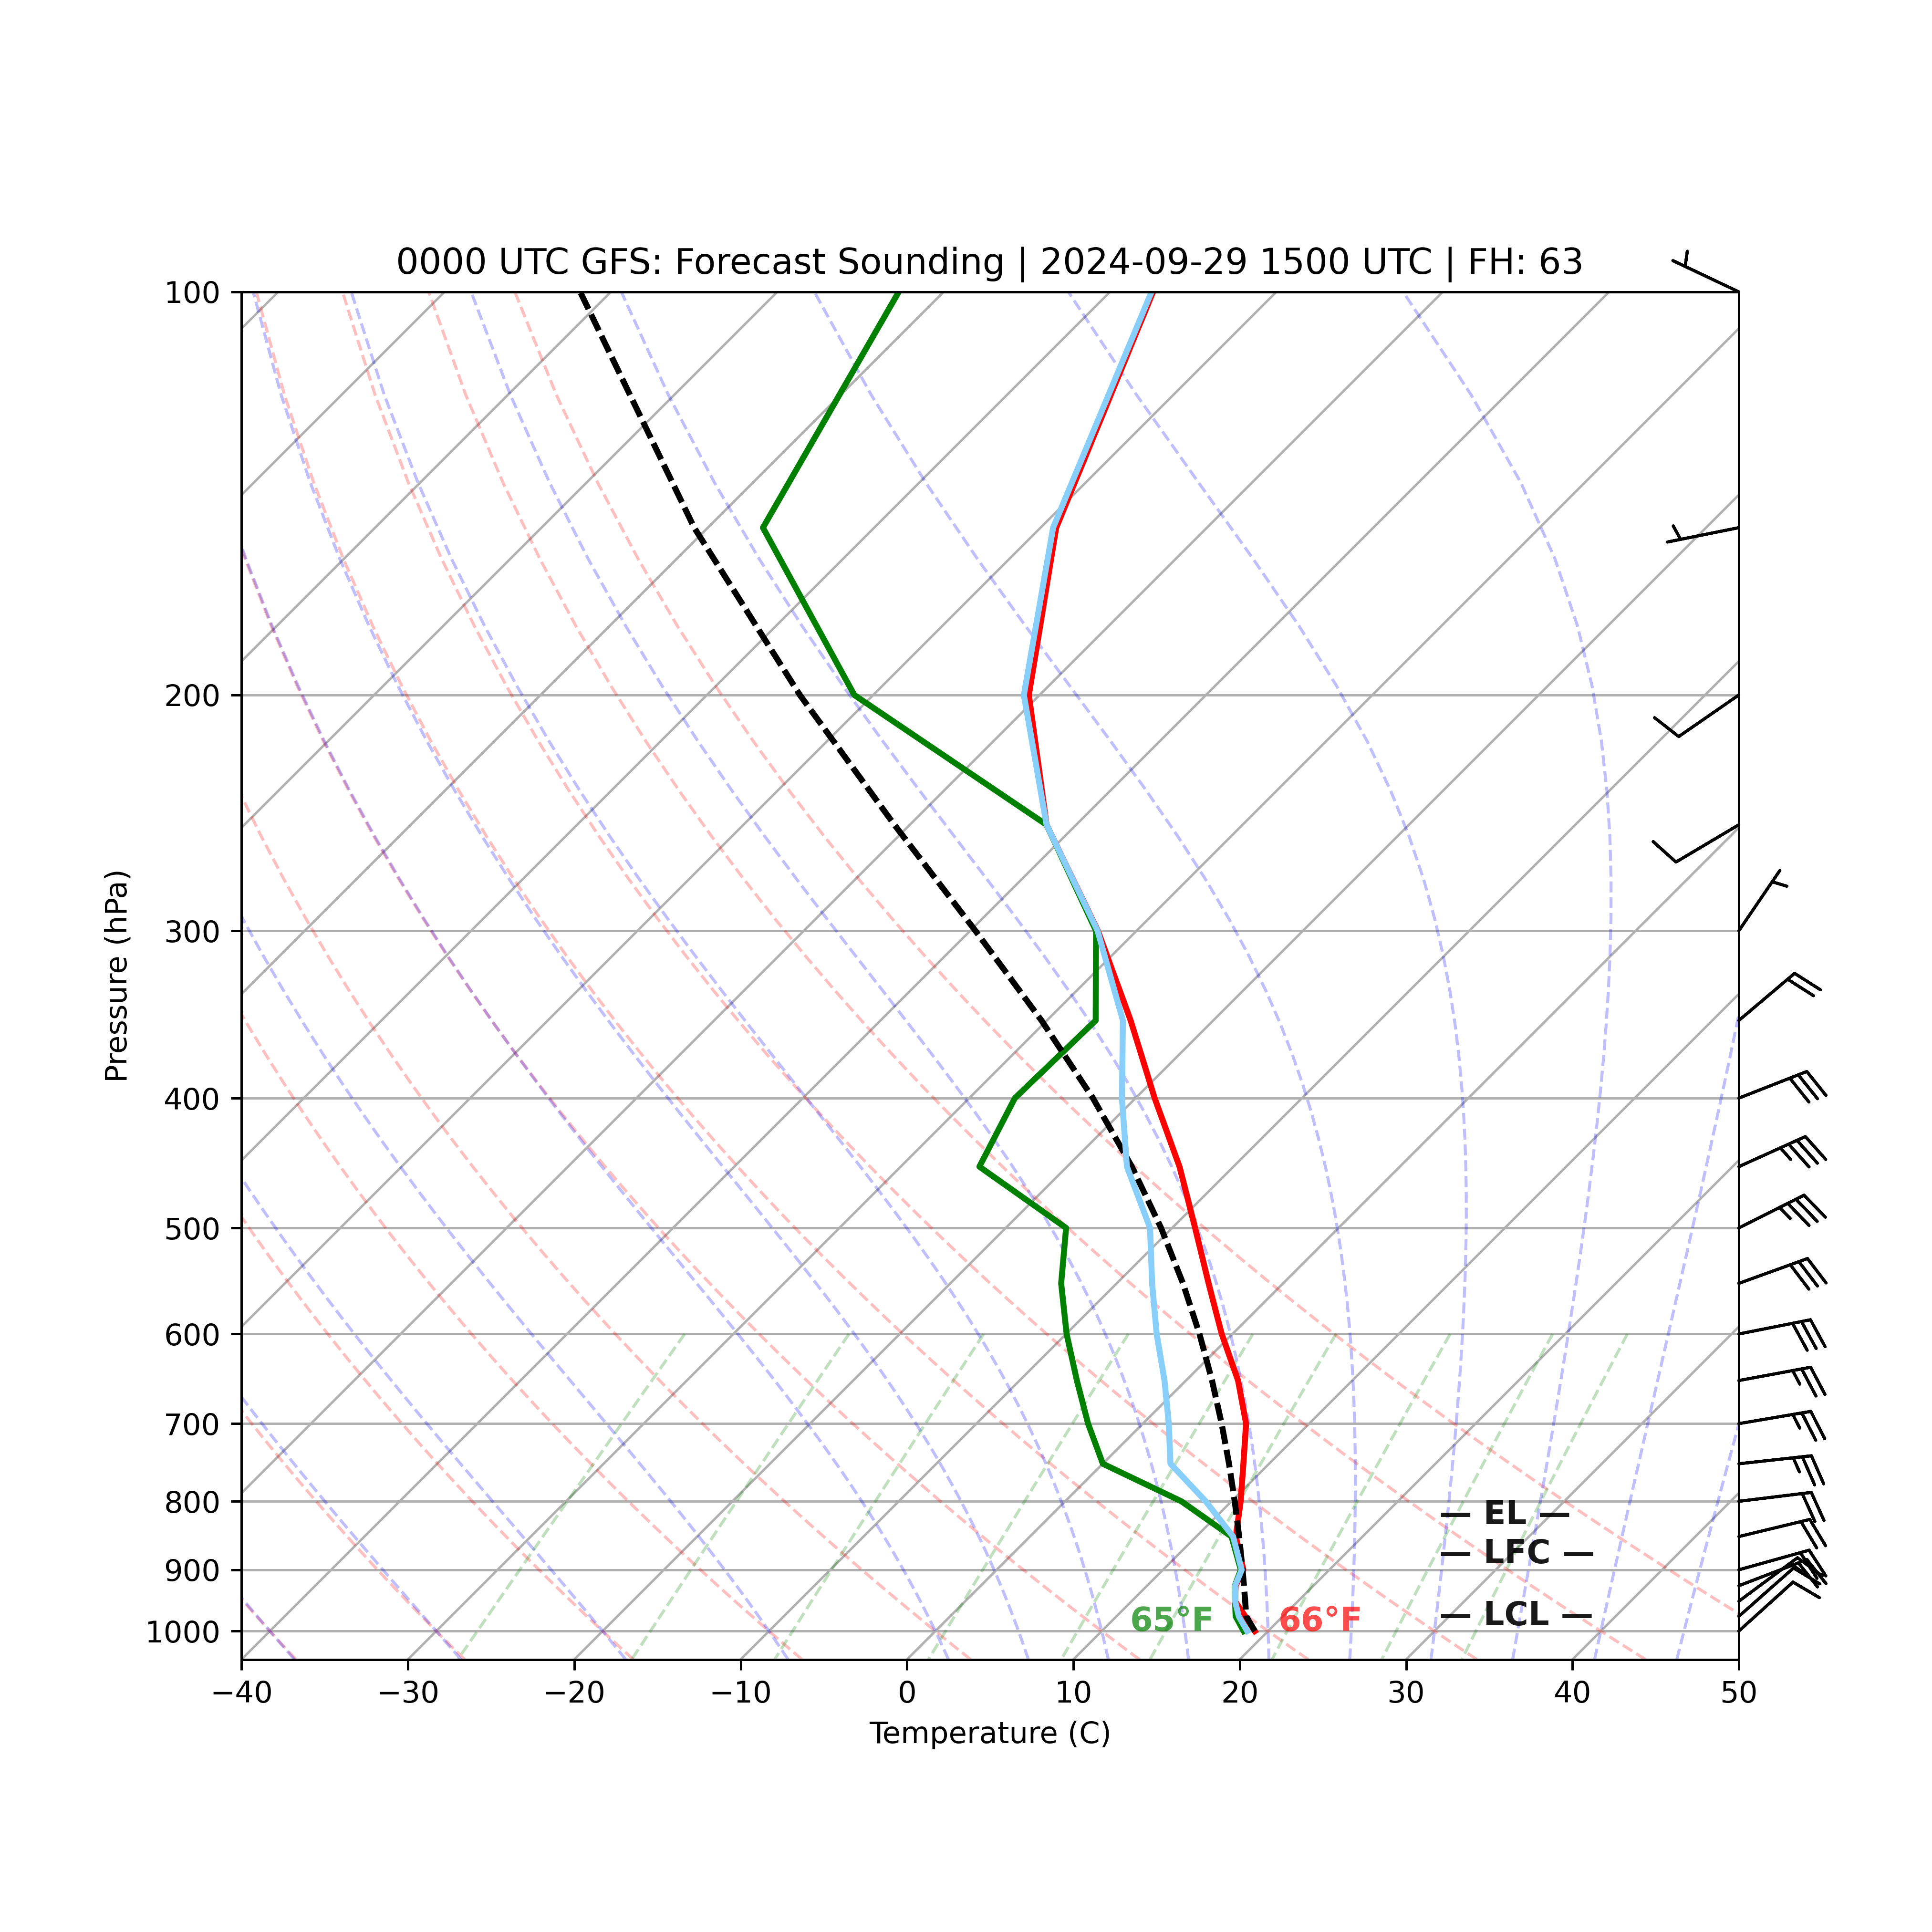 0000 UTC GFS: Forecast Sounding | 2024-09-29 1500 UTC | FH: 63
100
200
300
400
500
600
700
800
900
1000
Pressure (hPa)
— EL —
— LFC —
— LCL —
65°F 66°F
−40 −30 −20 −10 0 10 20 30 40 50
Temperature (C)